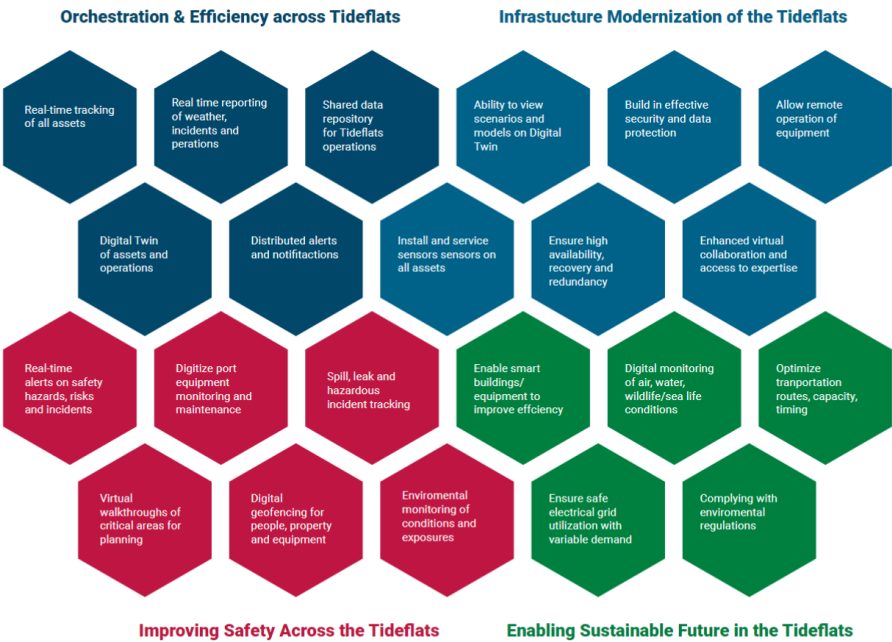 Orchestration & Efficiency across Tideflats
Infrastucture Modernization of the Tideflats
Real-time tracking
of all assets
Real time reporting
of weather,
incidents and
perations
Shared data
repository
for Tideflats
operations
Ability to view
scenarios and
models on Digital
Twin
Build in effective
security and data
protection
Allow remote
operation of
equipment
Digital Twin
of assets and
operations
Distributed alerts
and notifitactions
Install and service
sensors sensors on
all assets
Ensure high
availability,
recovery and
redundancy
Enhanced virtual
collaboration and
access to expertise
Real-time
alerts on safety
hazards, risks
and incidents
Digitize port
equipment
monitoring and
maintenance
Spill, leak and
hazardous
incident tracking
Enable smart
buildings/
equipment to
improve effciency
Digital monitoring
of air, water,
wildlife/sea life
conditions
Optimize
tranportation
routes, capacity,
timing
Virtual
walkthroughs of
critical areas for
planning
Digital
geofencing for
people, property
and equipment
Enviromental
monitoring of
conditions and
exposures
Ensure safe
electrical grid
utilization with
variable demand
Complying with
enviromental
regulations
Improving Safety Across the Tideflats
Enabling Sustainable Future in the Tideflats